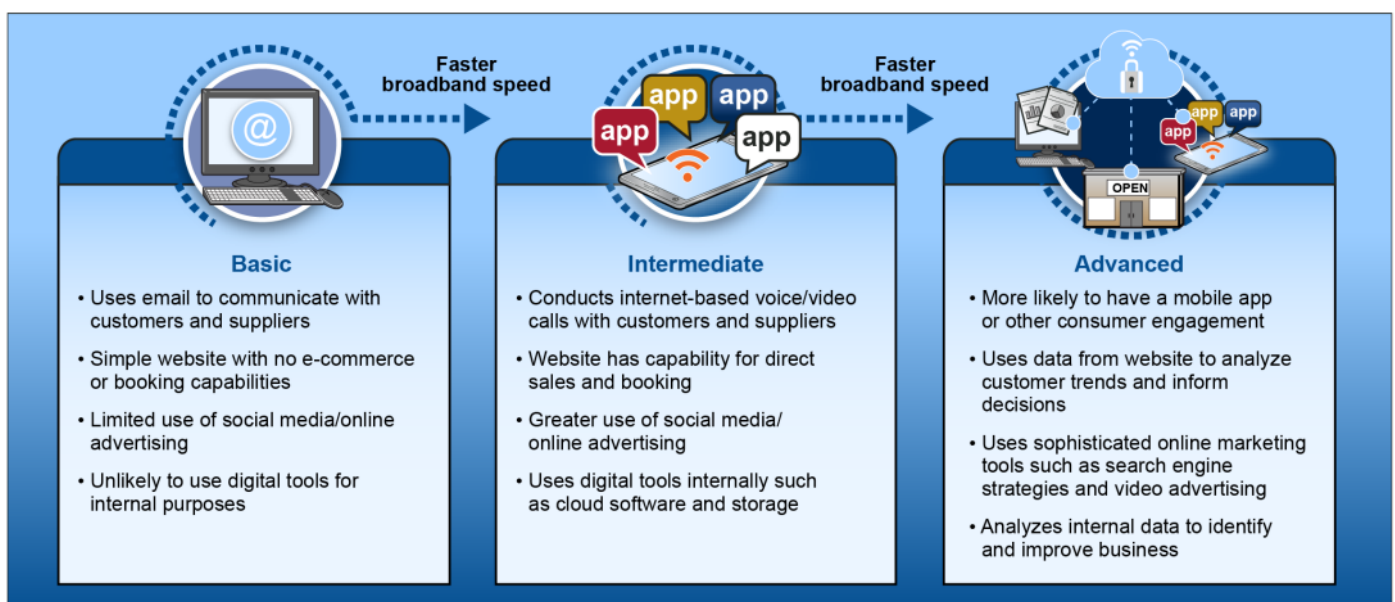 Faster
broadband speed
Faster
broadband speed
@
app
app
app
app
app
app
app
OPEN
Basic
• Uses email to communicate with
customers and suppliers
• Simple website with no e-commerce
or booking capabilities
• Limited use of social media/online
advertising
• Unlikely to use digital tools for
internal purposes
Intermediate
• Conducts internet-based voice/video
calls with customers and suppliers
• Website has capability for direct
sales and booking
• Greater use of social media/
online advertising
• Uses digital tools internally such
as cloud software and storage
Advanced
• More likely to have a mobile app
or other consumer engagement
• Uses data from website to analyze
customer trends and inform
decisions
• Uses sophisticated online marketing
tools such as search engine
strategies and video advertising
• Analyzes internal data to identify
and improve business